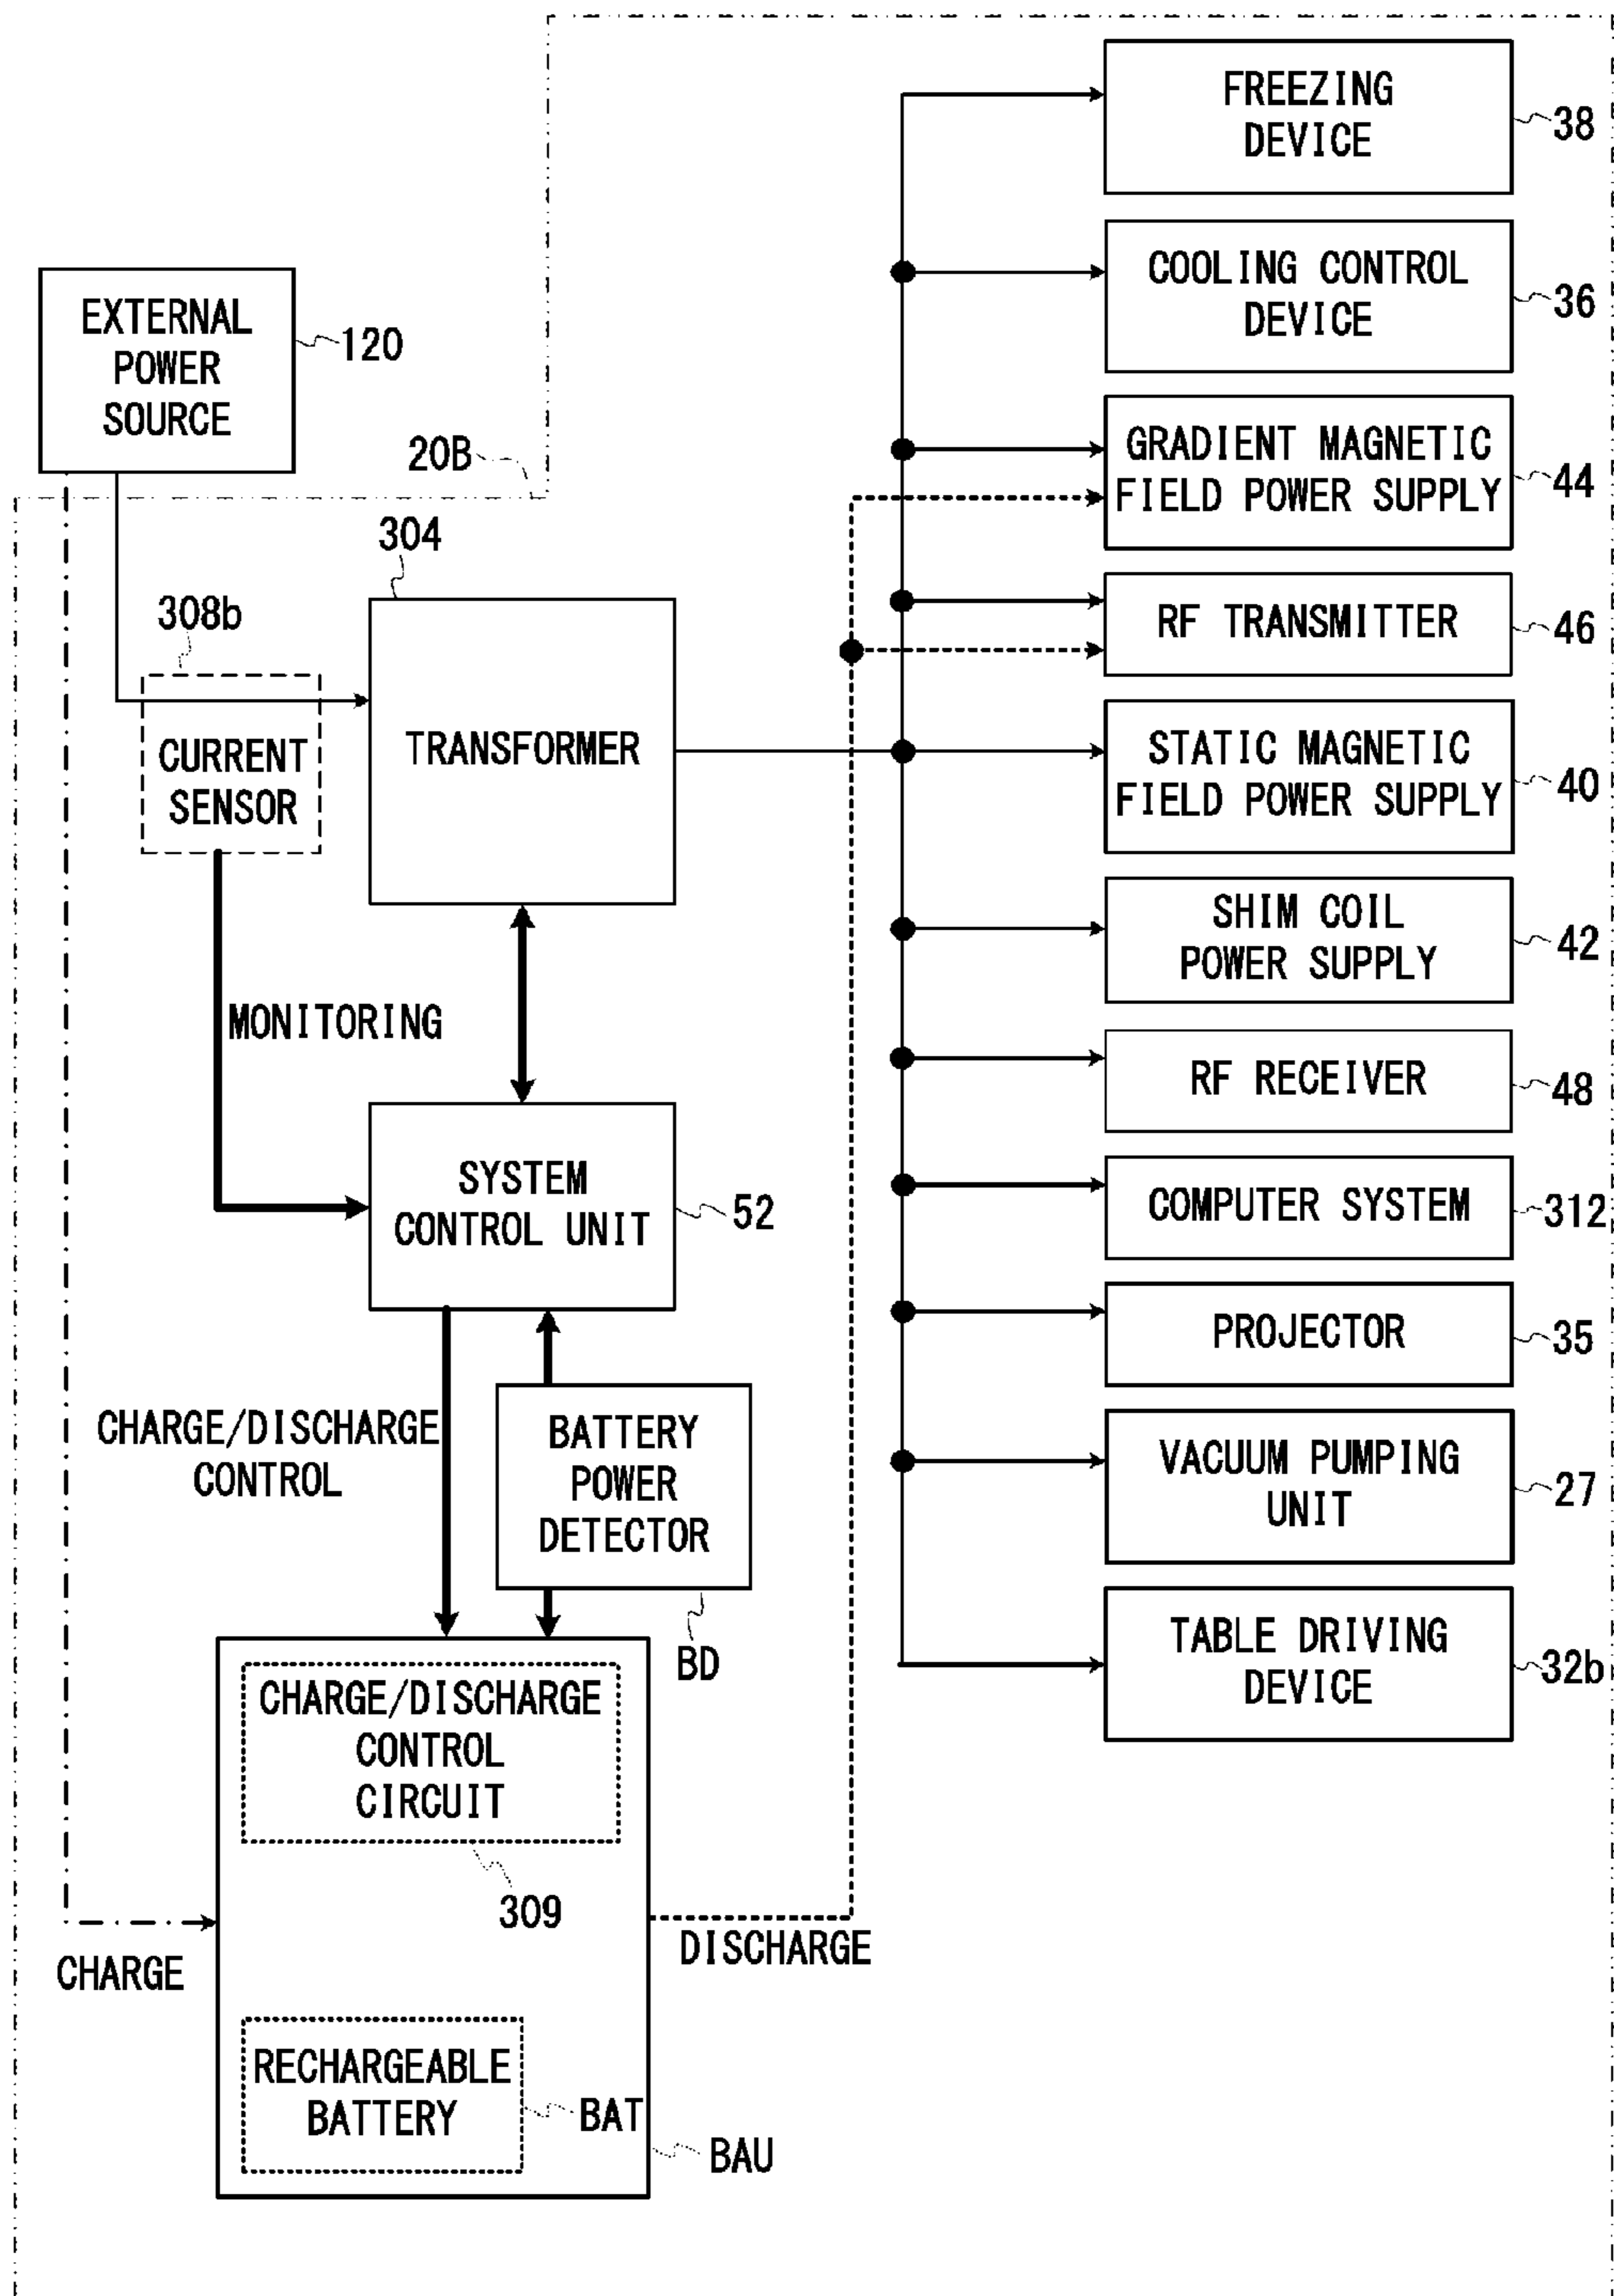 FREEZING
DEVICE
38
COOLING CONTROL
DEVICE
36
EXTERNAL
POWER
SOURCE
120
20B
GRADIENT MAGNETIC
FIELD POWER SUPPLY
44
304
308b
RF TRANSMITTER
46
TRANSFORMER
CURRENT
SENSOR
STATIC MAGNETIC
FIELD POWER SUPPLY
40
SHIM COIL
POWER SUPPLY
42
MONITORING
RF RECEIVER
48
SYSTEM
CONTROL UNIT
52
COMPUTER SYSTEM
312
PROJECTOR
35
CHARGE/DISCHARGE
CONTROL
BATTERY
POWER
DETECTOR
BD
VACUUM PUMPING
UNIT
27
TABLE DRIVING
DEVICE
32b
CHARGE/DISCHARGE
CONTROL
CIRCUIT
309
DISCHARGE
CHARGE
RECHARGEABLE
BATTERY
BAT
BAU